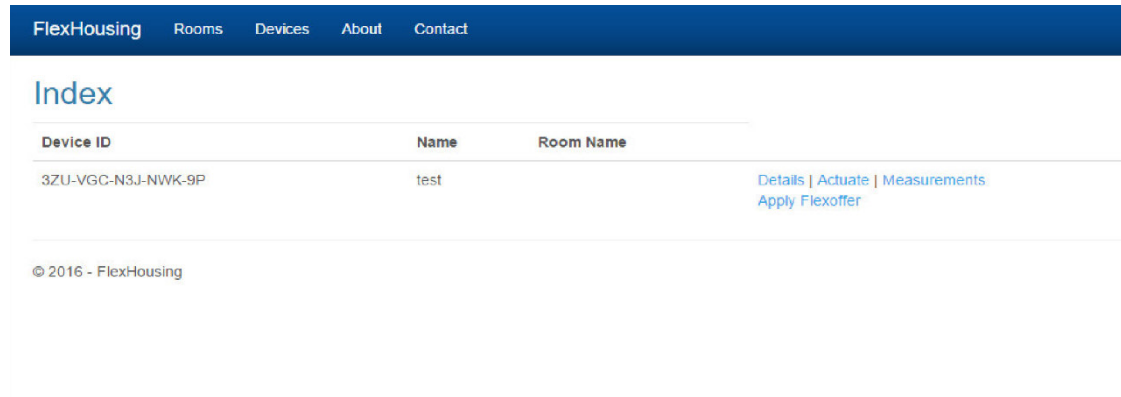 FlexHousing Rooms Devices About Contact
Index
Device ID Name Room Name
3ZU-VGC-N3J-NWK-9P test Details | Actuate | Measurements
Apply Flexoffer
© 2016 - FlexHousing